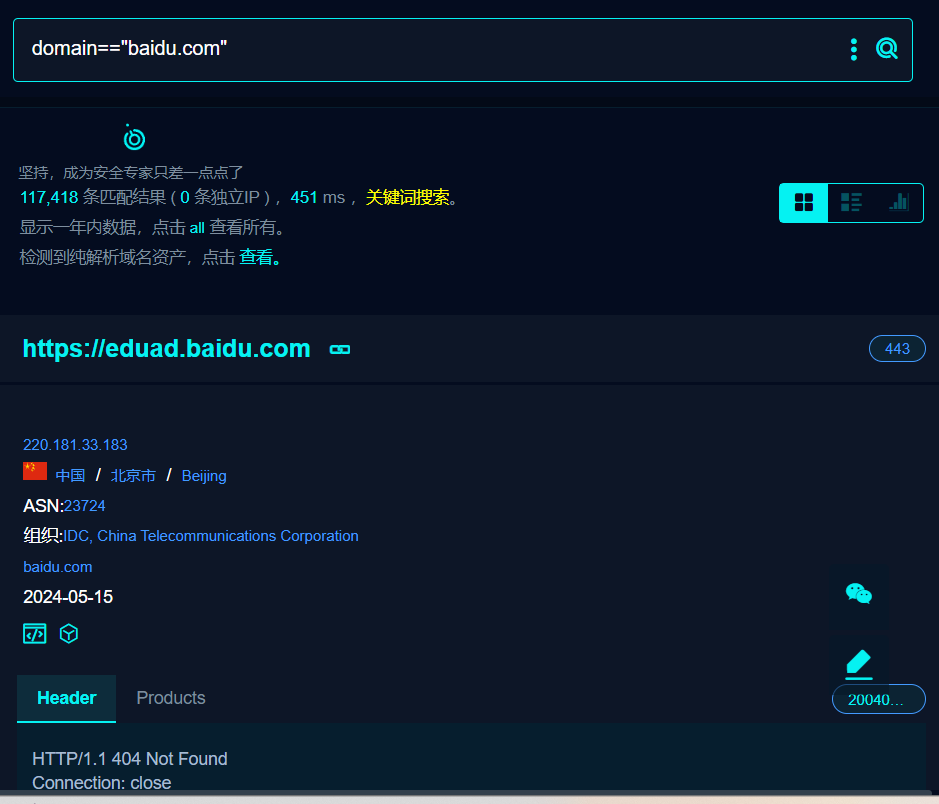 domain=="baidu.com"
坚持，成为安全专家只差一点点了
117,418 条匹配结果 ( 0 条独立IP ) ，451 ms ，关键词搜索。
显示一年内数据，点击 all 查看所有。
检测到纯解析域名资产，点击 查看。
https://eduad.baidu.com
443
220.181.33.183
中国 / 北京市 / Beijing
ASN:23724
组织:IDC, China Telecommunications Corporation
baidu.com
2024-05-15
Header Products
20040...
HTTP/1.1 404 Not Found
Connection: close